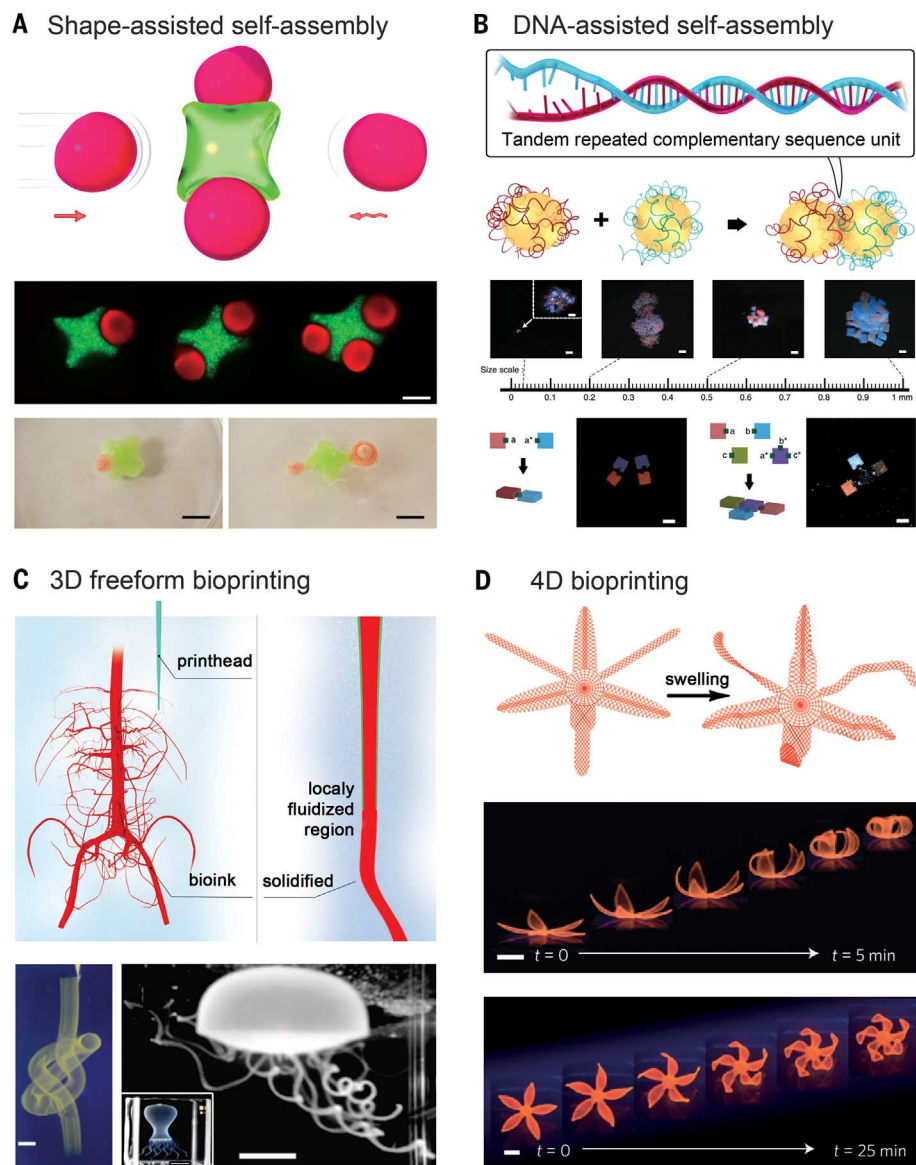 A Shape-assisted self-assembly
B DNA-assisted self-assembly
Tandem repeated complementary sequence unit
+
Size scale:
0 0.1 0.2 0.3 0.4 0.5 0.6 0.7 0.8 0.9 1 mm
a a*
a b
b*
c a* c*
C 3D freeform bioprinting
printhead
localy
fluidized
region
bioink
solidified
D 4D bioprinting
swelling
t = 0 t = 5 min
t = 0 t = 25 min